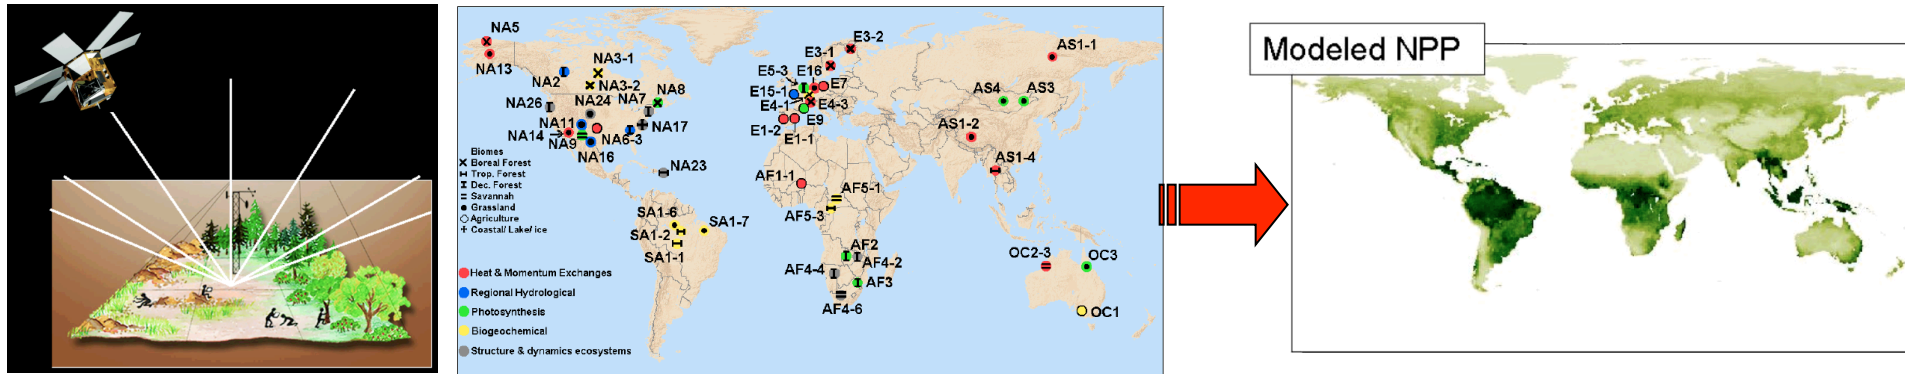 NA5
NA13
NA3-1
NA2
NA3-2
NA24
NA7
NA8
NA26
NA11
NA17
NA14
NA9
NA6-3
NA16
NA23
Biomes
Boreal Forest
Trop. Forest
Dec. Forest
Savannah
Grassland
Agriculture
Coastal/ Lake/ ice
SA1-6
SA1-7
SA1-2
SA1-1
Heat & Momentum Exchanges
Regional Hydrological
Photosynthesis
Biogeochemical
Structure & dynamics ecosystems
E3-2
E3-1
E5-3
E16
E7
E15-1
E4-1
E4-3
E9
E1-2
E1-1
AS1-1
AS4
AS3
AS1-2
AS1-4
AF1-1
AF5-1
AF5-3
AF2
AF4-2
AF4-4
AF3
AF4-6
OC2-3
OC3
OC1
Modeled NPP